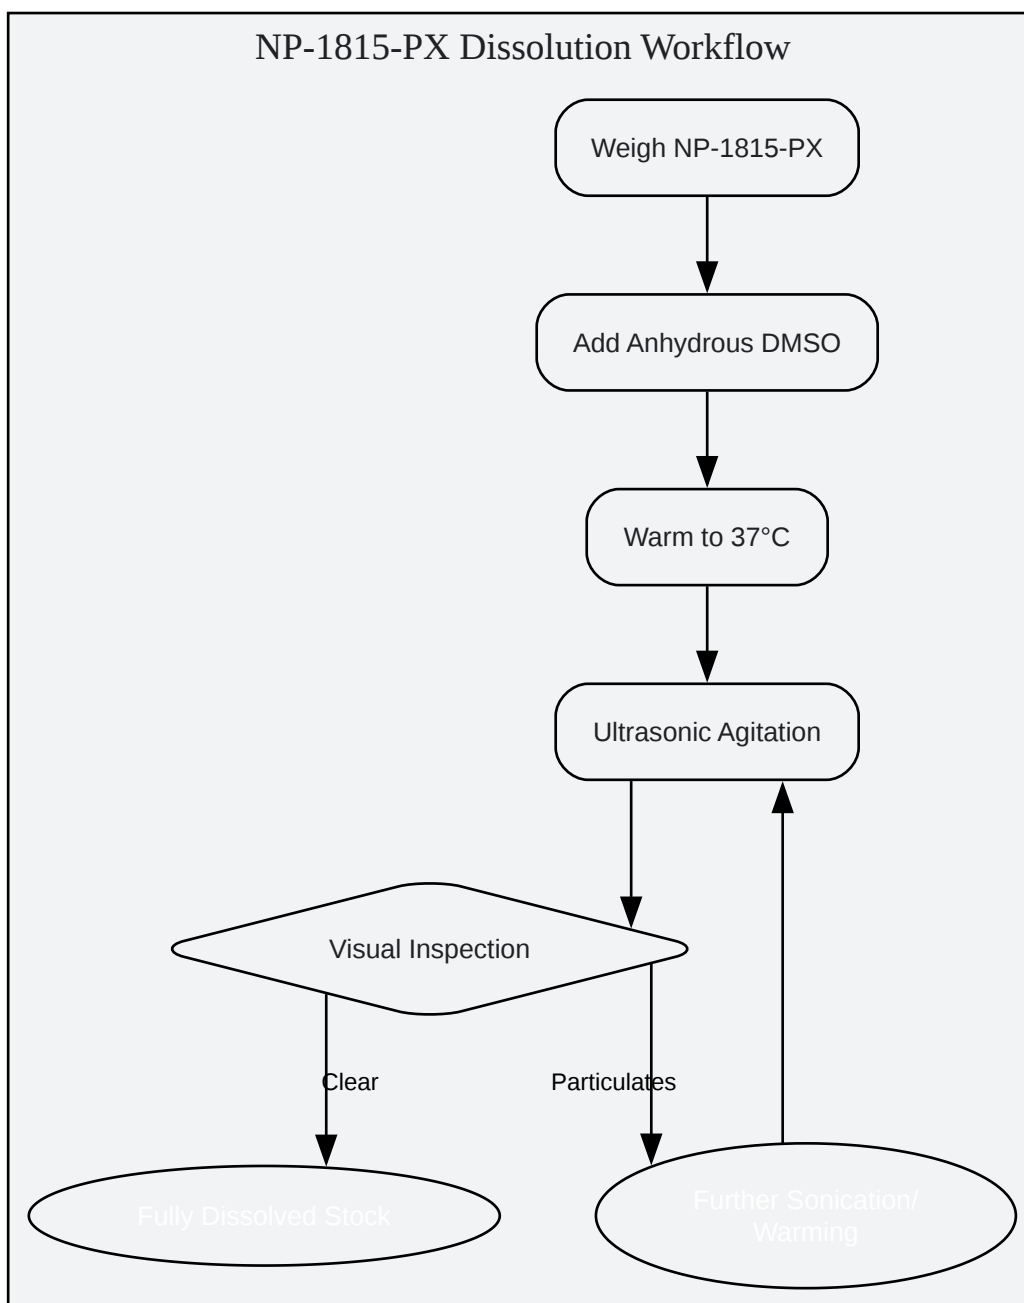 NP-1815-PX Dissolution Workflow
Weigh NP-1815-PX
Add Anhydrous DMSO
Warm to 37°C
Ultrasonic Agitation
Visual Inspection
Clear
Particulates
Fully Dissolved Stock
Further Sonication/
Warming